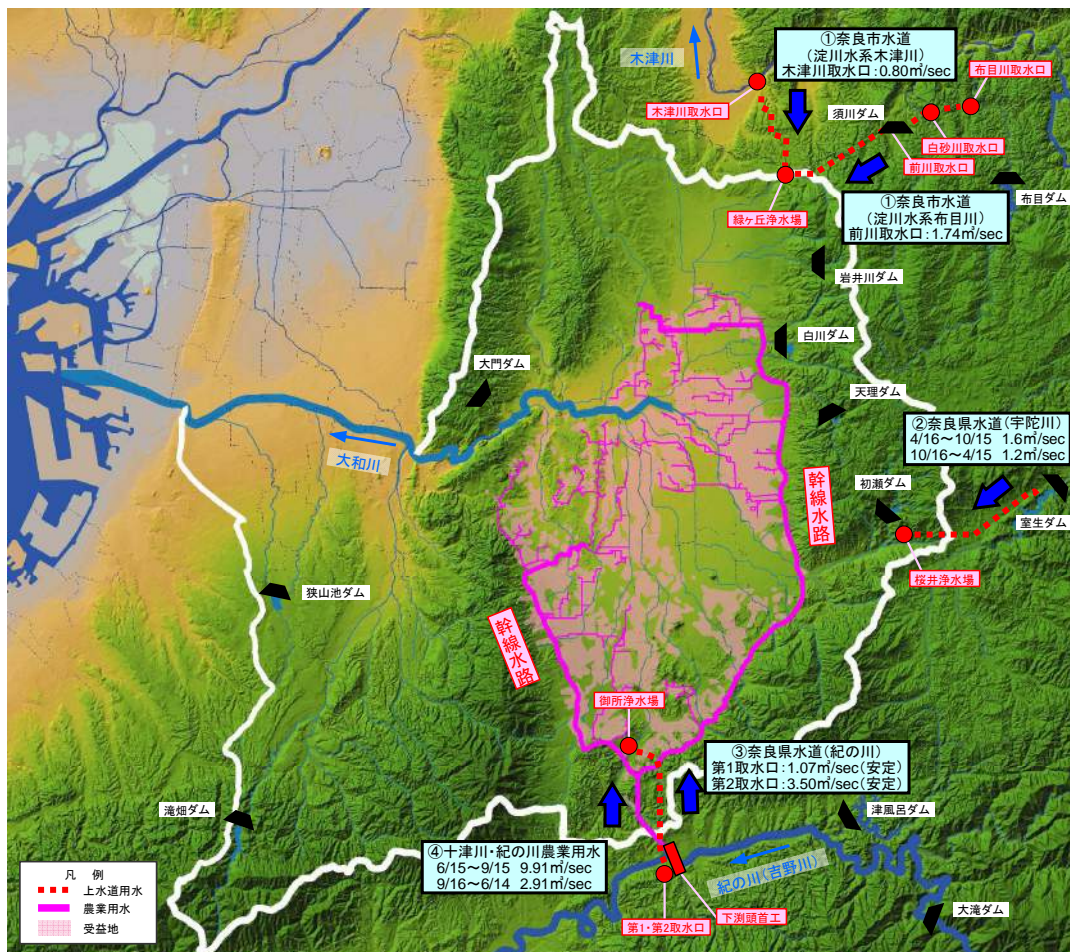 木津川
①奈良市水道
(淀川水系木津川)
木津川取水口:0.80㎥/sec
布目川取水口
木津川取水口
須川ダム
白砂川取水口
前川取水口
布目ダム
緑ヶ丘浄水場
①奈良市水道
(淀川水系布目川)
前川取水口:1.74㎥/sec
岩井川ダム
白川ダム
大門ダム
天理ダム
②奈良県水道(宇陀川)
4/16～10/15 1.6㎥/sec
10/16～4/15 1.2㎥/sec
大和川
幹線水路
初瀬ダム
室生ダム
桜井浄水場
狭山池ダム
幹線水路
御所浄水場
③奈良県水道(紀の川)
第1取水口:1.07㎥/sec(安定)
第2取水口:3.50㎥/sec(安定)
滝畑ダム
津風呂ダム
④十津川・紀の川農業用水
6/15～9/15 9.91㎥/sec
9/16～6/14 2.91㎥/sec
紀の川(吉野川)
凡 例
上水道用水
農業用水
受益地
第1・第2取水口
下渕頭首工
大滝ダム